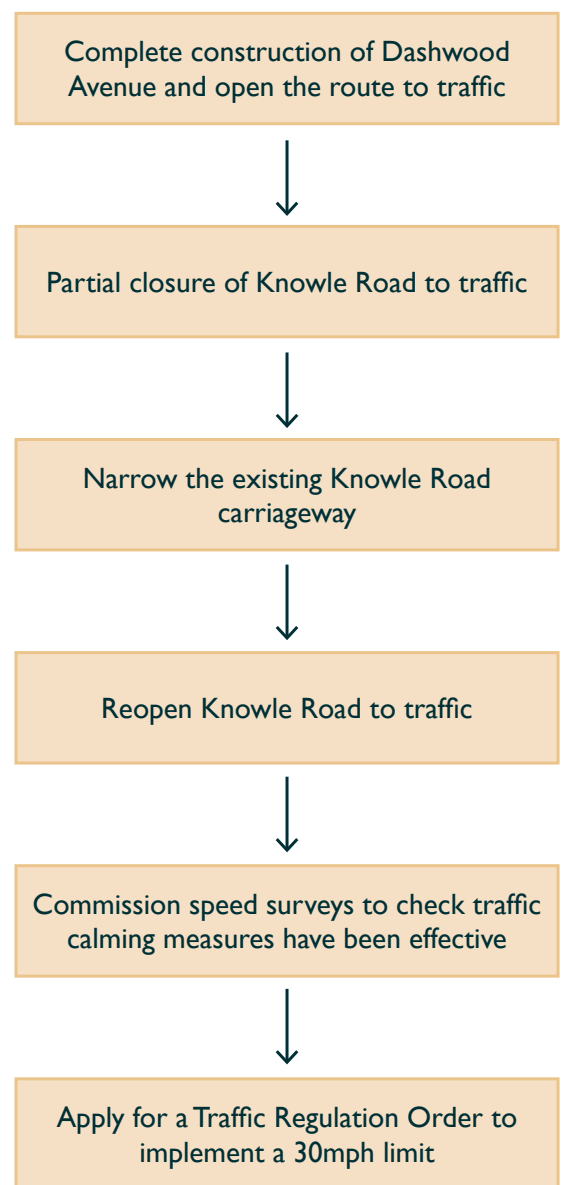 Complete construction of Dashwood
Avenue and open the route to traffic
Partial closure of Knowle Road to traffic
Narrow the existing Knowle Road
carriageway
Reopen Knowle Road to traffic
Commission speed surveys to check traffic
calming measures have been effective
Apply for a Traffic Regulation Order to
implement a 30mph limit